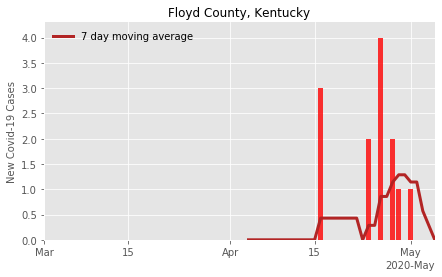 Floyd County, Kentucky
7 day moving average
New Covid-19 Cases
4.0
3.5
3.0
2.5
2.0
1.5
1.0
0.5
0.0
Mar 15 Apr 15 May
2020-May